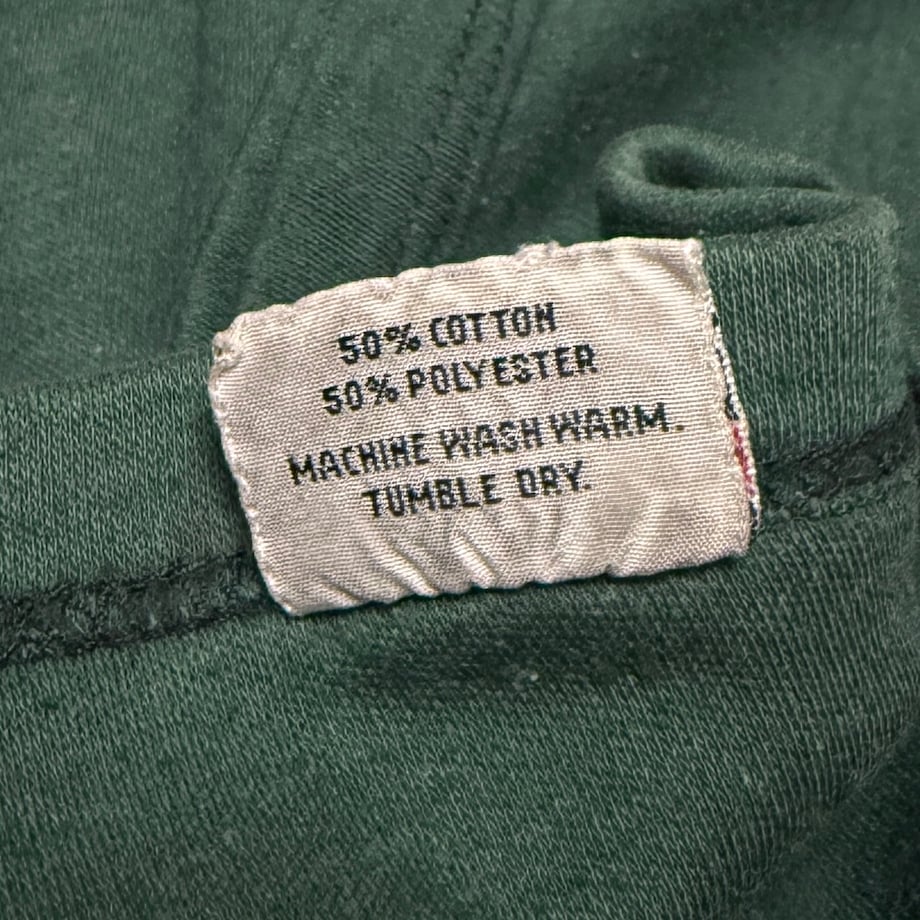 50% COTTON
50% POLYESTER
MACHINE WASH WARM.
TUMBLE DRY.